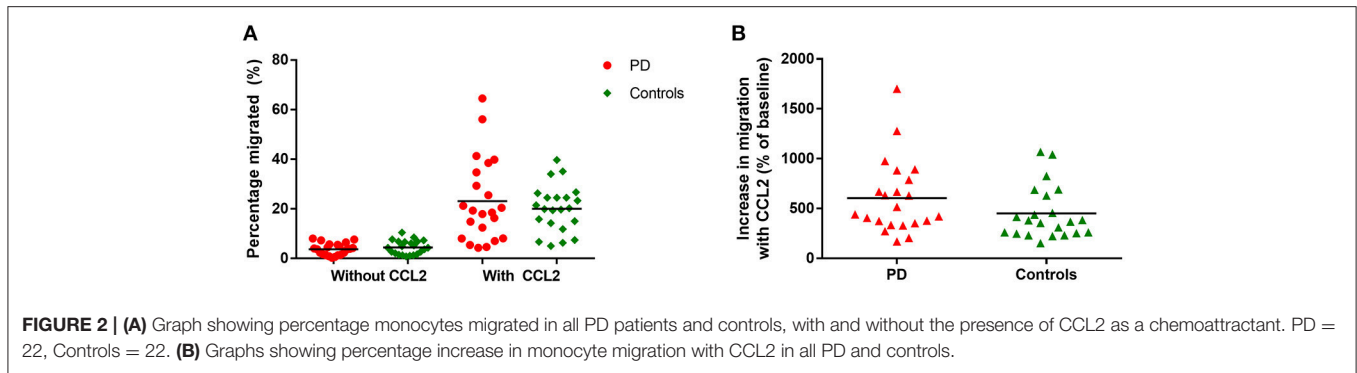 A
Percentage migrated (%)
80
60
40
20
0
Without CCL2
With CCL2
PD
Controls
B
Increase in migration
with CCL2 (% of baseline)
2000
1500
1000
500
0
PD
Controls
FIGURE 2 | (A) Graph showing percentage monocytes migrated in all PD patients and controls, with and without the presence of CCL2 as a chemoattractant. PD =
22, Controls = 22. (B) Graphs showing percentage increase in monocyte migration with CCL2 in all PD and controls.